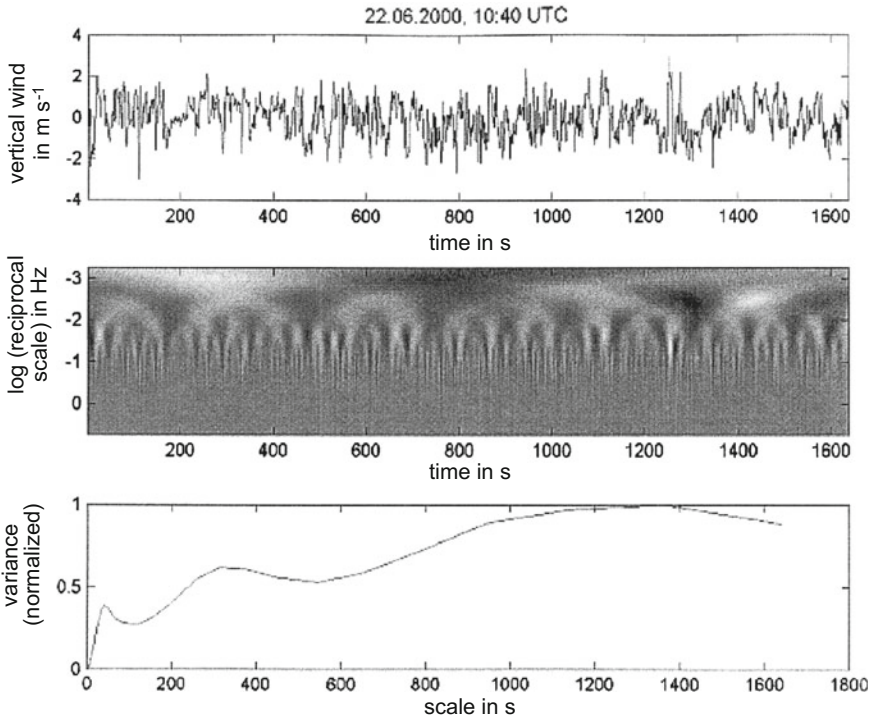 22.06.2000, 10:40 UTC
vertical wind
in m s-1
4
2
0
-2
-4
200 400 600 800 1000 1200 1400 1600
time in s
log (reciprocal
scale) in Hz
-3
-2
-1
0
200 400 600 800 1000 1200 1400 1600
time in s
variance
(normalized)
1
0.5
0
0 200 400 600 800 1000 1200 1400 1600 1800
scale in s